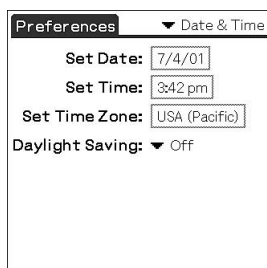 Preferences Date & Time
Set Date: 7/4/01
Set Time: 3:42 pm
Set Time Zone: USA (Pacific)
Daylight Saving: Off